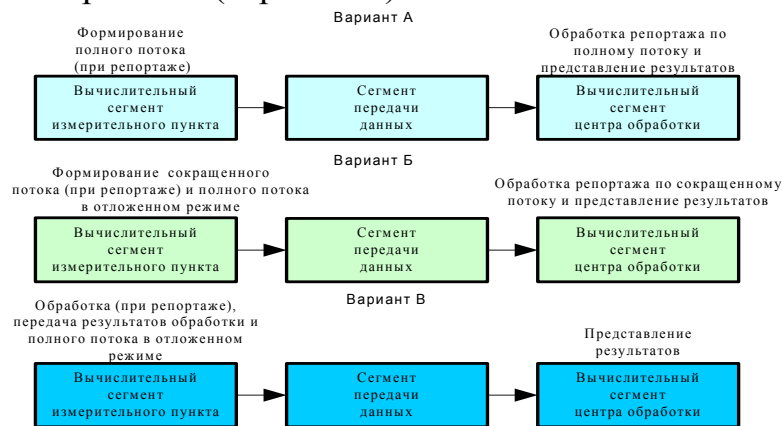 Вариант А
Формирование
полного потока
(при репортаже)
Обработка репортажа по
полному потоку и
представление результатов
Вычислительный
сегмент
измерительного пункта
Сегмент
передачи
данных
Вычислительный
сегмент
центра обработки
Вариант Б
Формирование сокращенного
потока (при репортаже) и полного потока
в отложенном режиме
Обработка репортажа по сокращенному
потоку и представление результатов
Вычислительный
сегмент
измерительного пункта
Сегмент
передачи
данных
Вычислительный
сегмент
центра обработки
Вариант В
Обработка (при репортаже),
передача результатов обработки и
полного потока в отложенном
режиме
Представление
результатов
Вычислительный
сегмент
измерительного пункта
Сегмент
передачи
данных
Вычислительный
сегмент
центра обработки